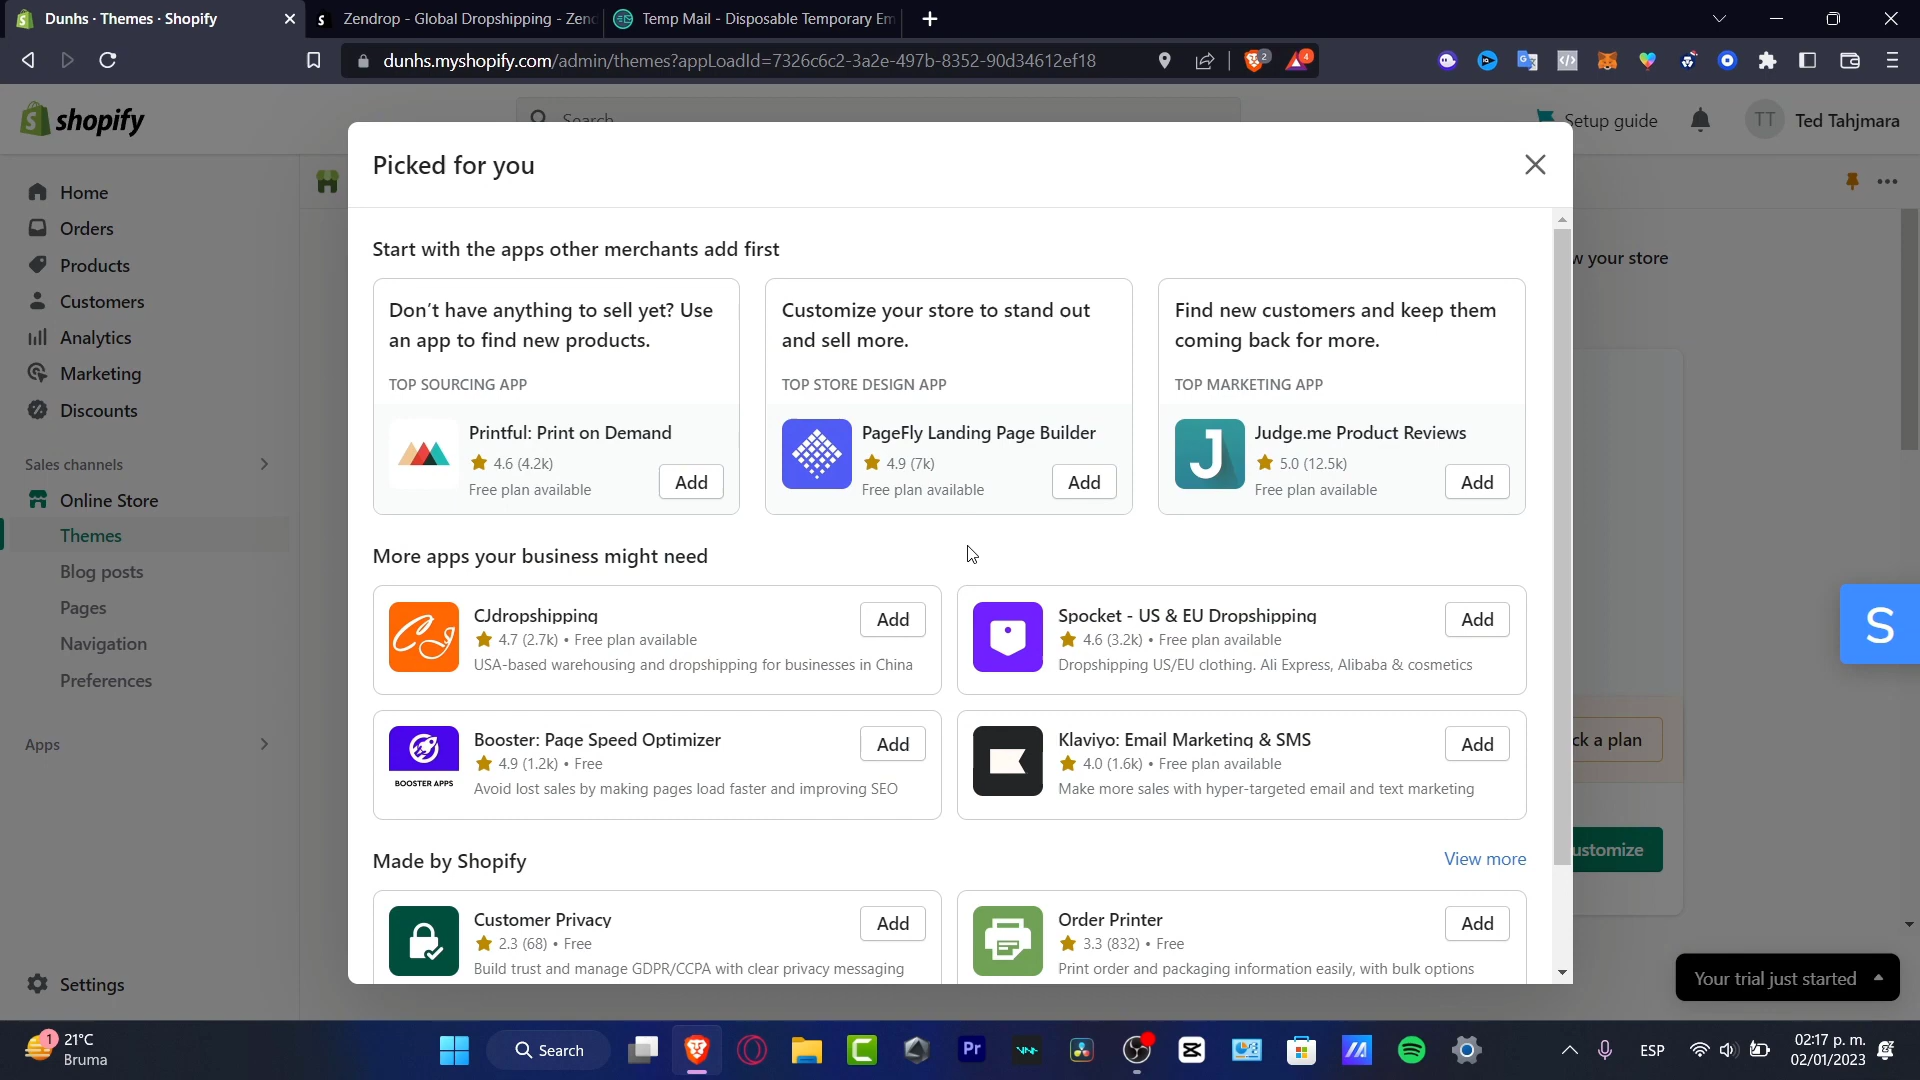 Dunhs · Themes · Shopify
Zendrop - Global Dropshipping - Zen
Temp Mail - Disposable Temporary Em
dunhs.myshopify.com/admin/themes?appLoadId=7326c6c2-3a2e-497b-8352-90d34612ef18
2
4
shopify
Search
Setup guide
TT
Ted Tahjmara
Home
Orders
Products
Customers
Analytics
Marketing
Discounts
Sales channels
Online Store
Themes
Blog posts
Pages
Navigation
Preferences
Apps
Settings
Picked for you
Start with the apps other merchants add first
Don't have anything to sell yet? Use
an app to find new products.
TOP SOURCING APP
Printful: Print on Demand
4.6 (4.2k)
Free plan available
Add
Customize your store to stand out
and sell more.
TOP STORE DESIGN APP
PageFly Landing Page Builder
4.9 (7k)
Free plan available
Add
Find new customers and keep them
coming back for more.
TOP MARKETING APP
J
Judge.me Product Reviews
5.0 (12.5k)
Free plan available
Add
More apps your business might need
CJ
CJdropshipping
4.7 (2.7k) • Free plan available
USA-based warehousing and dropshipping for businesses in China
Add
Spocket - US & EU Dropshipping
4.6 (3.2k) • Free plan available
Dropshipping US/EU clothing. Ali Express, Alibaba & cosmetics
Add
BOOSTER APPS
Booster: Page Speed Optimizer
4.9 (1.2k) • Free
Avoid lost sales by making pages load faster and improving SEO
Add
Klaviyo: Email Marketing & SMS
4.0 (1.6k) • Free plan available
Make more sales with hyper-targeted email and text marketing
Add
Made by Shopify
View more
Customer Privacy
2.3 (68) • Free
Build trust and manage GDPR/CCPA with clear privacy messaging
Add
Order Printer
3.3 (832) • Free
Print order and packaging information easily, with bulk options
Add
w your store
ck a plan
ustomize
S
Your trial just started
1
21°C
Bruma
Search
Pr
ESP
02:17 p. m.
02/01/2023